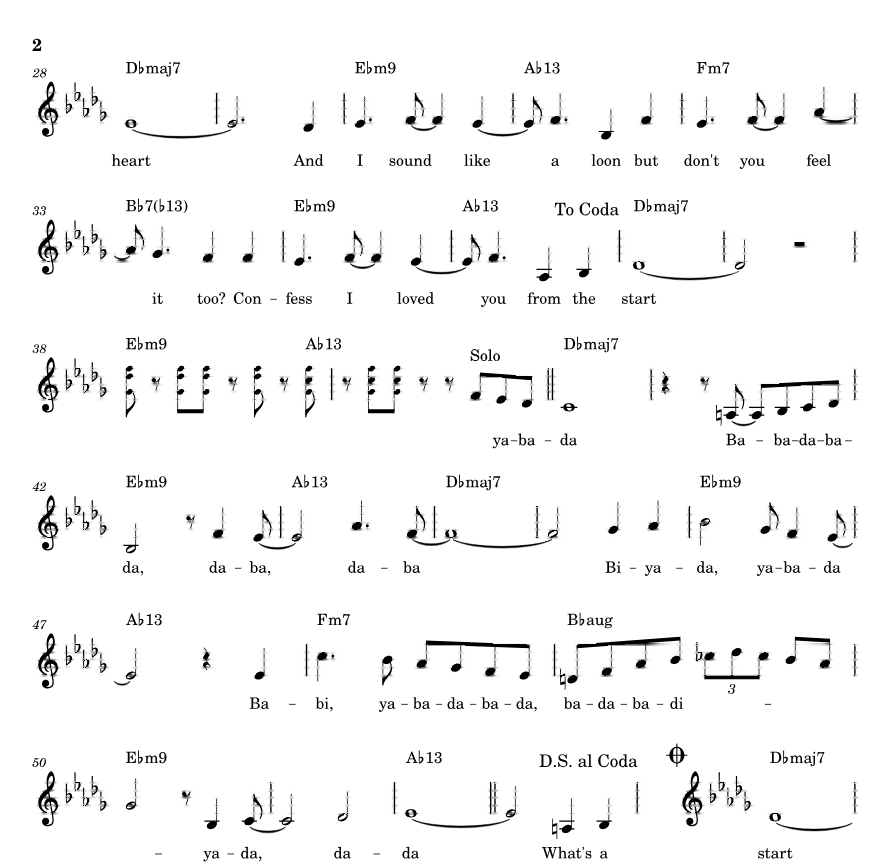 2
28 D♭maj7 E♭m9 A♭13 Fm7
heart And I sound like a loon but don't you feel
33 B♭7(♭13) E♭m9 A♭13 To Coda D♭maj7
it too? Con – fess I loved you from the start
38 E♭m9 A♭13 Solo D♭maj7
ya – ba – da Ba – ba – da – ba –
42 E♭m9 A♭13 D♭maj7 E♭m9
da, da – ba, da – ba Bi – ya – da, ya – ba – da
47 A♭13 Fm7 B♭aug
3
Ba – bi, ya – ba – da – ba – da, ba – da – ba – di –
50 E♭m9 A♭13 D.S. al Coda D♭maj7
– ya – da, da – da What's a start